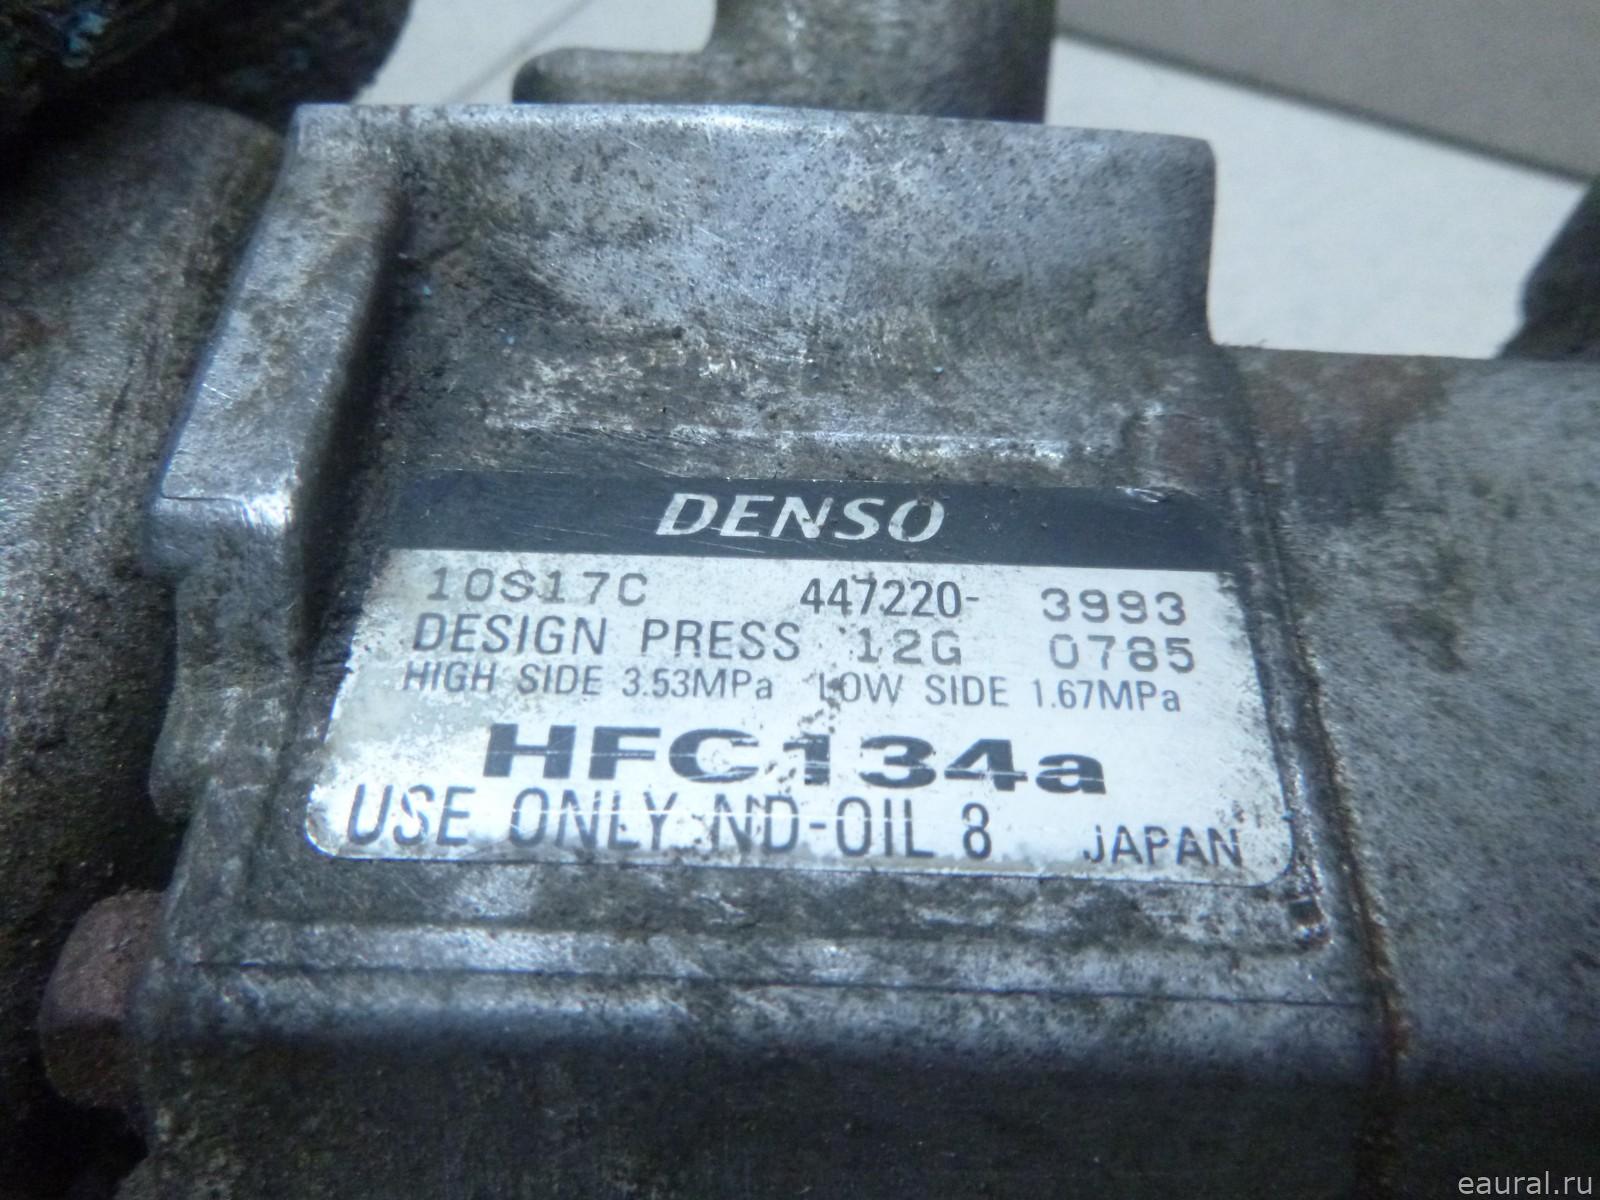 DENSO
10S17C 447220- 3993
DESIGN PRESS 12G 0785
HIGH SIDE 3.53MPa LOW SIDE 1.67MPa
HFC134a
USE ONLY ND-OIL 8 JAPAN
eaural.ru